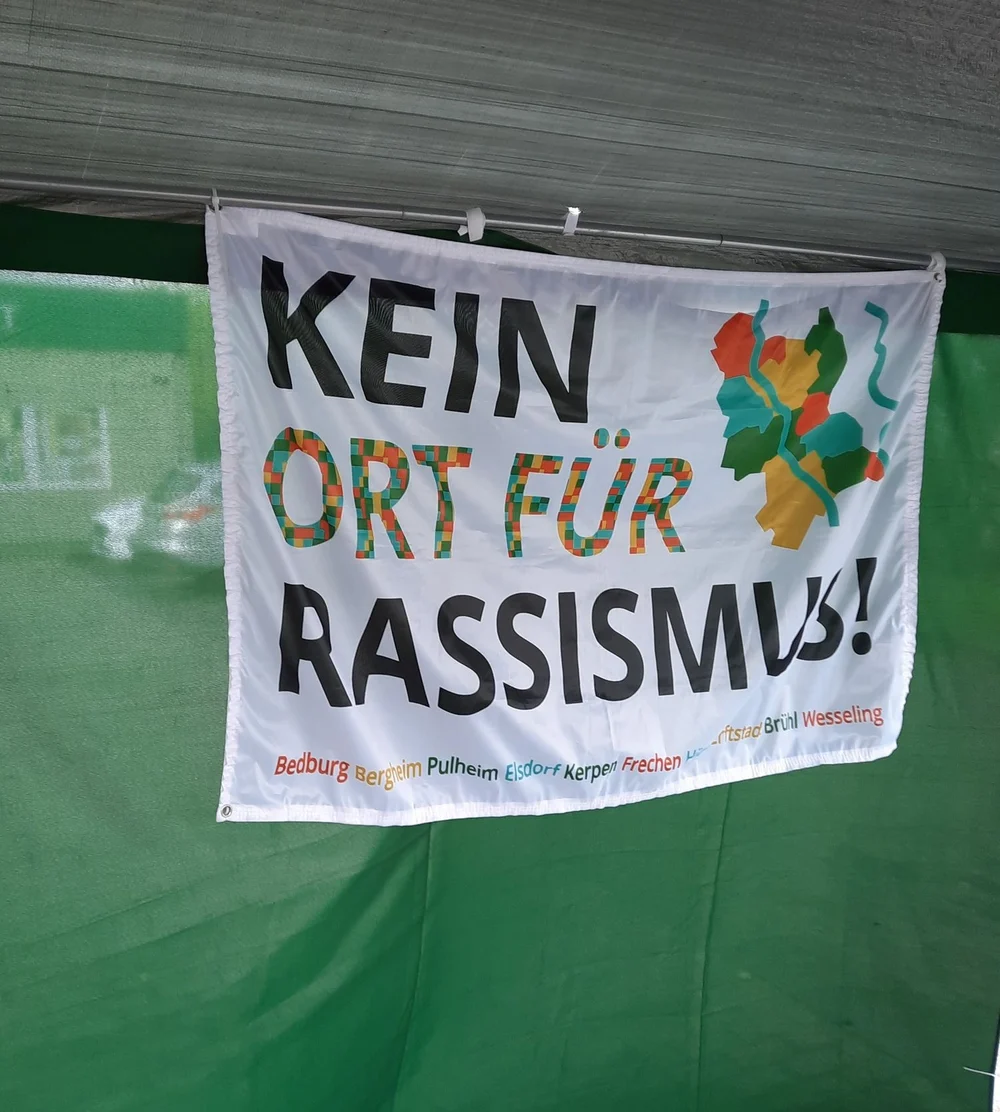 KEIN
ORT FÜR
RASSISMUS!
Bedburg Bergheim Pulheim Elsdorf Kerpen Frechen Brühl Wesseling